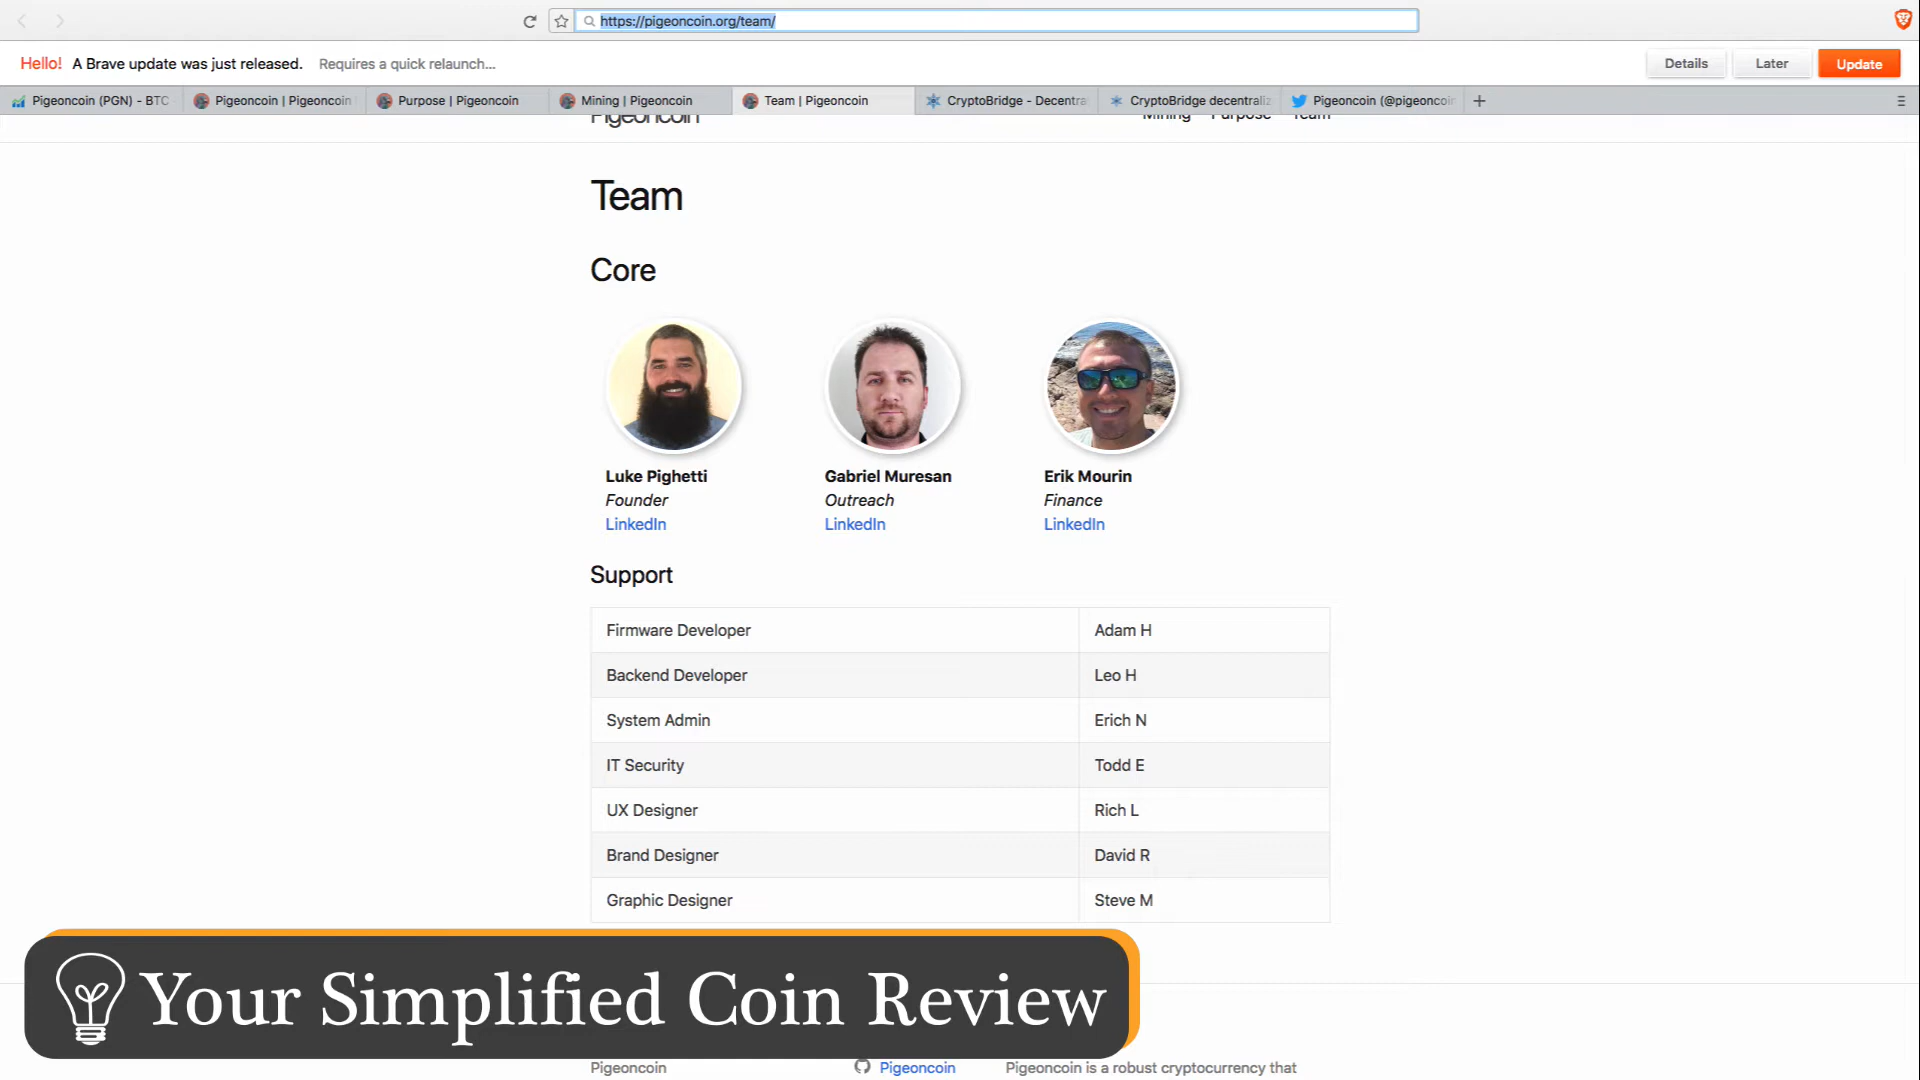 https://pigeoncoin.org/team/
Hello! A Brave update was just released. Requires a quick relaunch...
Details
Later
Update
Pigeoncoin (PGN) - BTC
Pigeoncoin | Pigeoncoin
Purpose | Pigeoncoin
Mining | Pigeoncoin
Team | Pigeoncoin
CryptoBridge - Decentra
CryptoBridge decentraliz
Pigeoncoin (@pigeoncoi
Pigeoncoin
Mining Purpose Team
Team
Core
Luke Pighetti
Founder
LinkedIn
Gabriel Muresan
Outreach
LinkedIn
Erik Mourin
Finance
LinkedIn
Support
Firmware Developer Adam H
Backend Developer Leo H
System Admin Erich N
IT Security Todd E
UX Designer Rich L
Brand Designer David R
Graphic Designer Steve M
Your Simplified Coin Review
Pigeoncoin
Pigeoncoin
Pigeoncoin is a robust cryptocurrency that